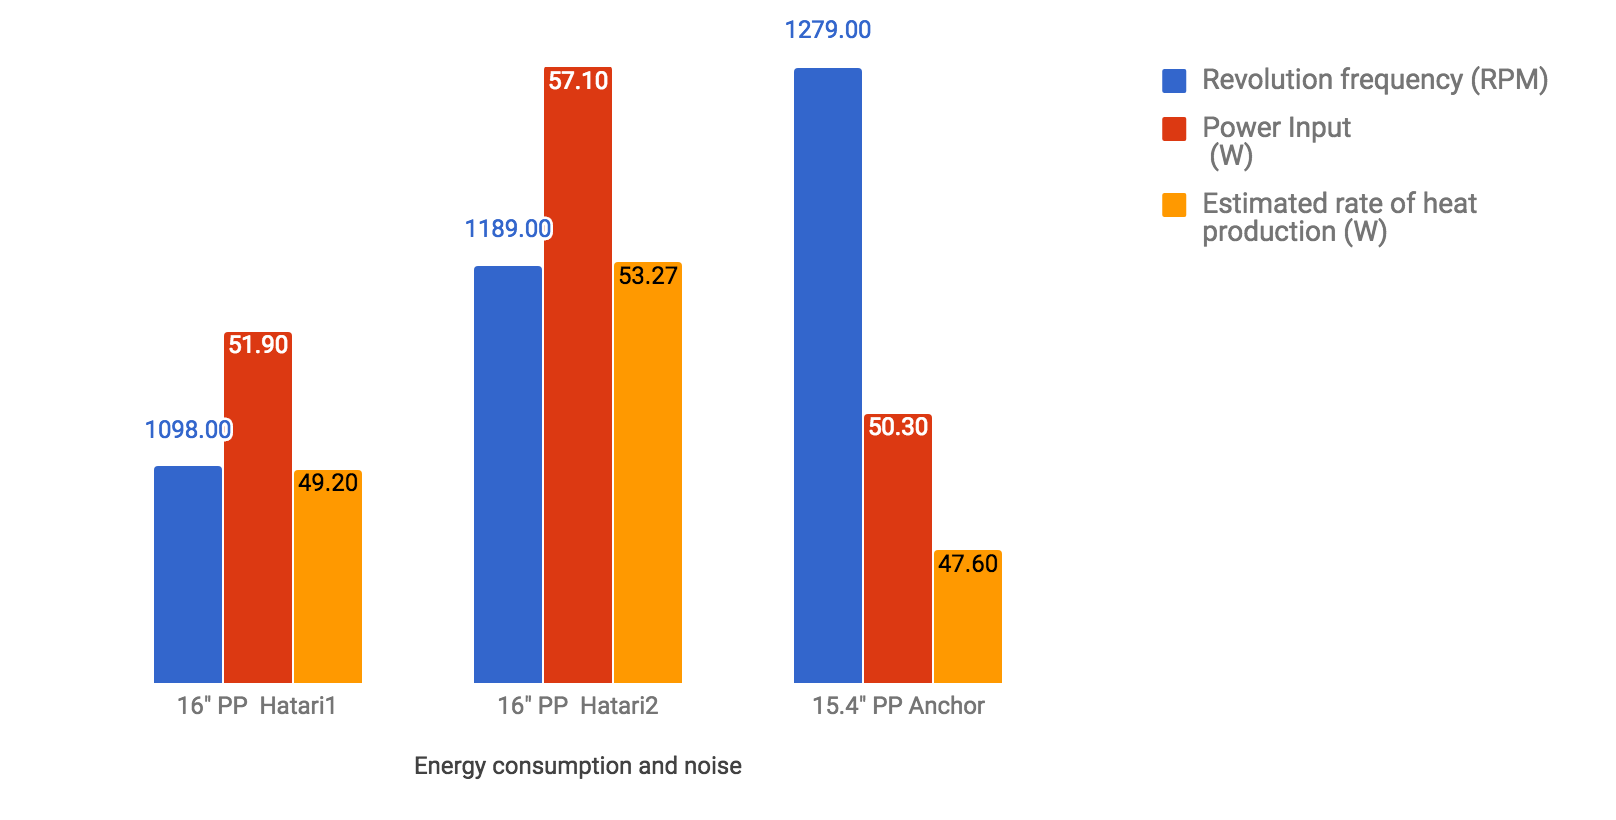 1279.00
Revolution frequency (RPM)
Power Input
(W)
Estimated rate of heat
production (W)
57.10
1189.00
53.27
51.90
1098.00
49.20
50.30
47.60
16" PP  Hatari1
16" PP  Hatari2
15.4" PP Anchor
Energy consumption and noise